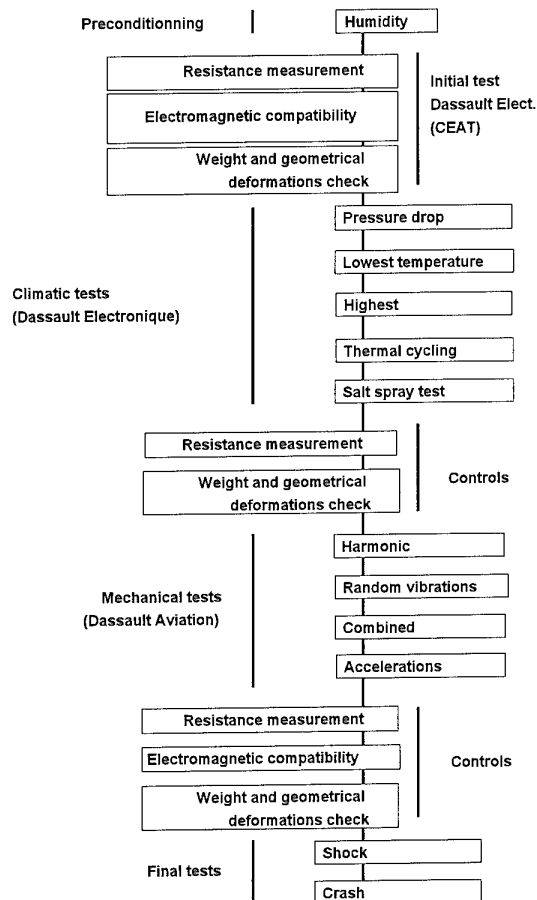 Preconditionning
Humidity
Resistance measurement
Electromagnetic compatibility
Weight and geometrical
deformations check
Initial test
Dassault Elect.
(CEAT)
Pressure drop
Lowest temperature
Highest
Thermal cycling
Salt spray test
Climatic tests
(Dassault Electronique)
Resistance measurement
Weight and geometrical
deformations check
Controls
Harmonic
Random vibrations
Combined
Accelerations
Mechanical tests
(Dassault Aviation)
Resistance measurement
Electromagnetic compatibility
Weight and geometrical
deformations check
Controls
Final tests
Shock
Crash